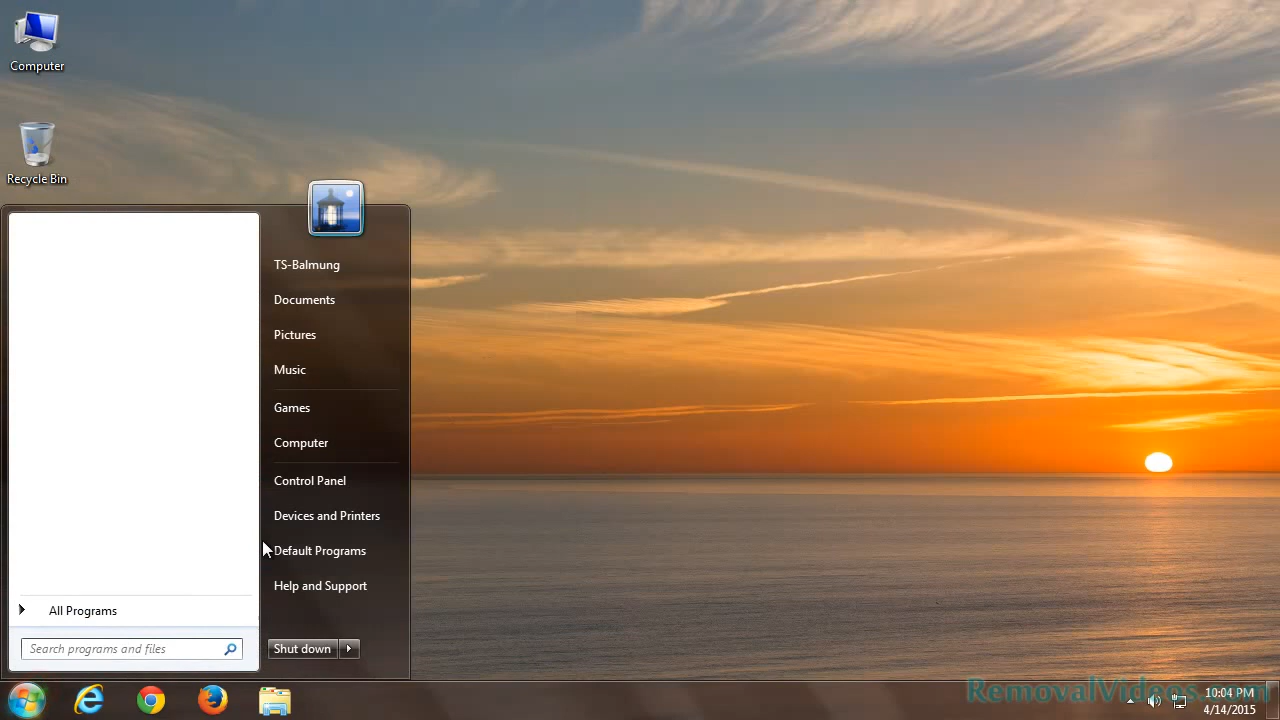 Computer
Recycle Bin
TS-Balmung
Documents
Pictures
Music
Games
Computer
Control Panel
Devices and Printers
Default Programs
Help and Support
All Programs
Search programs and files
Shut down
RemovalVideos.com
10:04 PM
4/14/2015